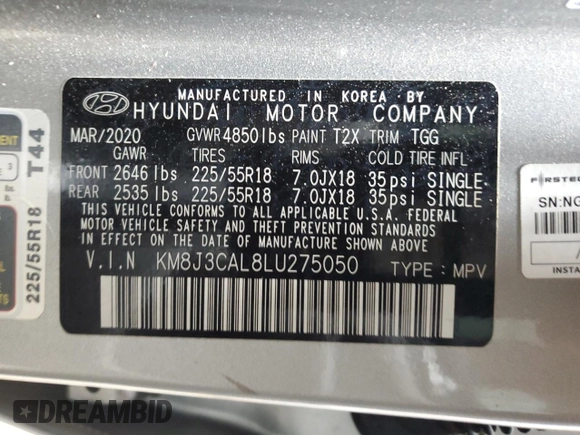 MANUFACTURED IN KOREA BY
HYUNDAI MOTOR COMPANY
MAR/2020 GVWR 4850lbs PAINT T2X TRIM TGG
GAWR TIRES RIMS COLD TIRE INFL
FRONT 2646 lbs 225/55R18 7.0JX18 35psi SINGLE
REAR 2535 lbs 225/55R18 7.0JX18 35psi SINGLE
THIS VEHICLE CONFORMS TO ALL APPLICABLE U.S.A. FEDERAL
MOTOR VEHICLE SAFETY BUMPER, AND THEFT PREVENTION
STANDARDS IN EFFECT ON THE DATE OF MANUFACTURE SHOWN ABOVE.
V.I.N KM8J3CAL8LU275050 TYPE : MPV
225/55R18 T44
SN:NG
INSTA
DREAMBID